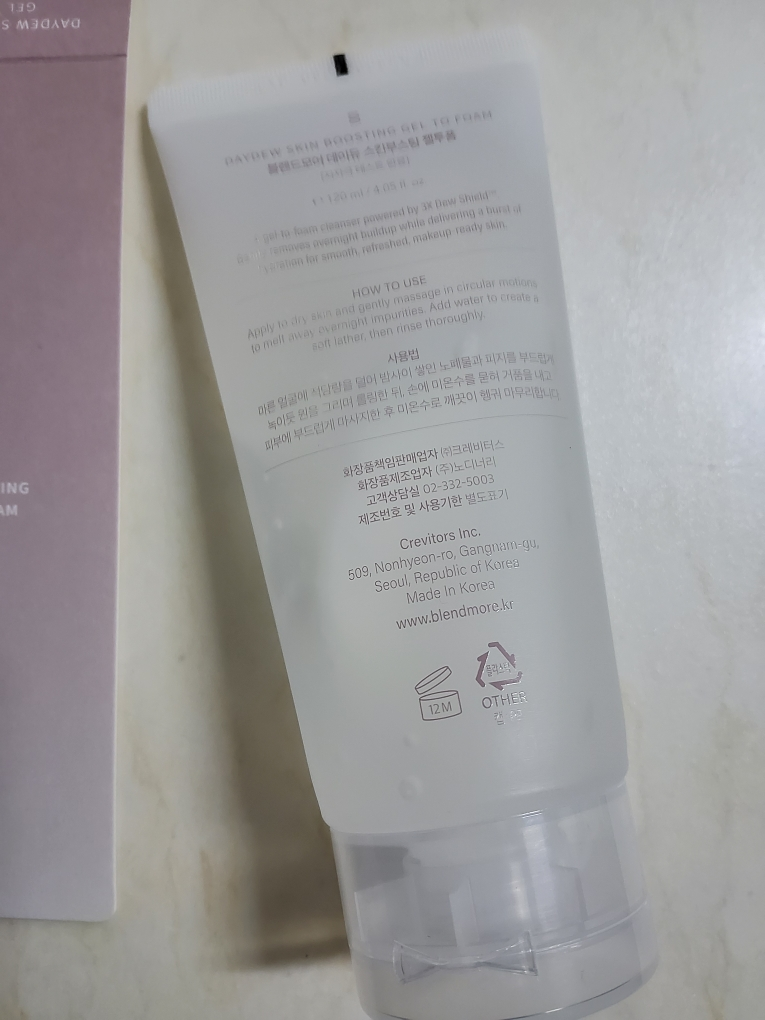 DAYDEW S
GEL
ING
AM
DAYDEW SKIN BOOSTING GEL TO FOAM
블렌드모어 데이듀 스킨부스팅 젤투폼
120 ml / 4.05 fl. oz
gel-to-foam cleanser powered by 3X Dew Shield™
removes overnight buildup while delivering a burst of
for smooth, refreshed, makeup-ready skin.
HOW TO USE
Apply to dry skin and gently massage in circular motions
to melt away overnight impurities. Add water to create a
soft lather, then rinse thoroughly.
사용법
마른 얼굴에 적당량을 덜어 밤사이 쌓인 노폐물과 피지를 부드럽게
녹이듯 원을 그리며 롤링한 뒤, 손에 미온수를 묻혀 거품을 내고
피부에 부드럽게 마사지한 후 미온수로 깨끗이 헹궈 마무리합니다.
화장품책임판매업자 ㈜크레비터스
화장품제조업자 (주)노디너리
고객상담실 02-332-5003
제조번호 및 사용기한 별도표기
Crevitors Inc.
509, Nonhyeon-ro, Gangnam-gu,
Seoul, Republic of Korea
Made In Korea
www.blendmore.kr
12M
플라스틱
OTHER